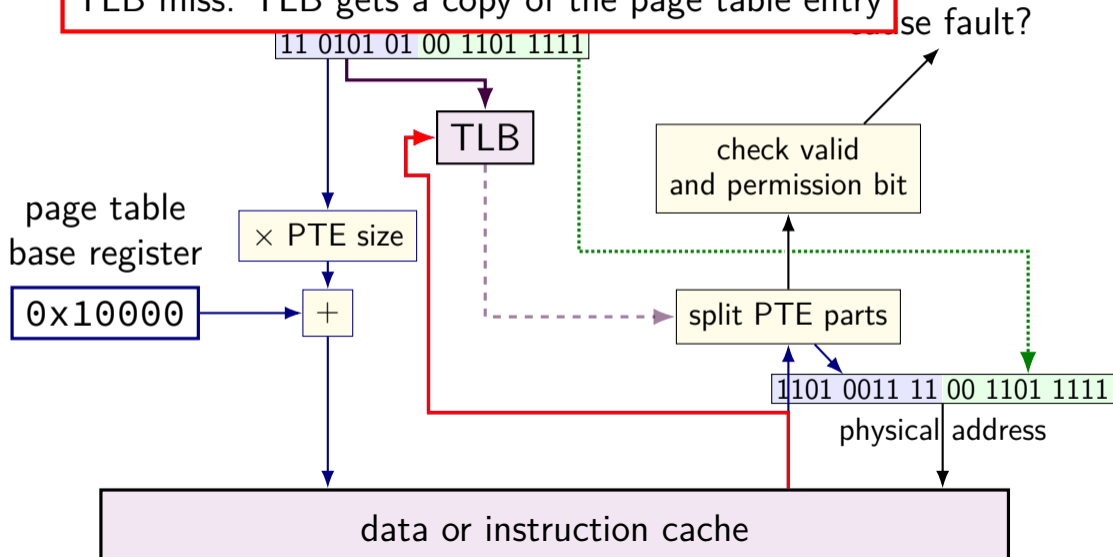 TLB miss: TLB gets a copy of the page table entry
cause fault?
11 0101 01 00 1101 1111
TLB
check valid
and permission bit
page table
base register
× PTE size
0x10000
+
split PTE parts
1101 0011 11 00 1101 1111
physical address
data or instruction cache